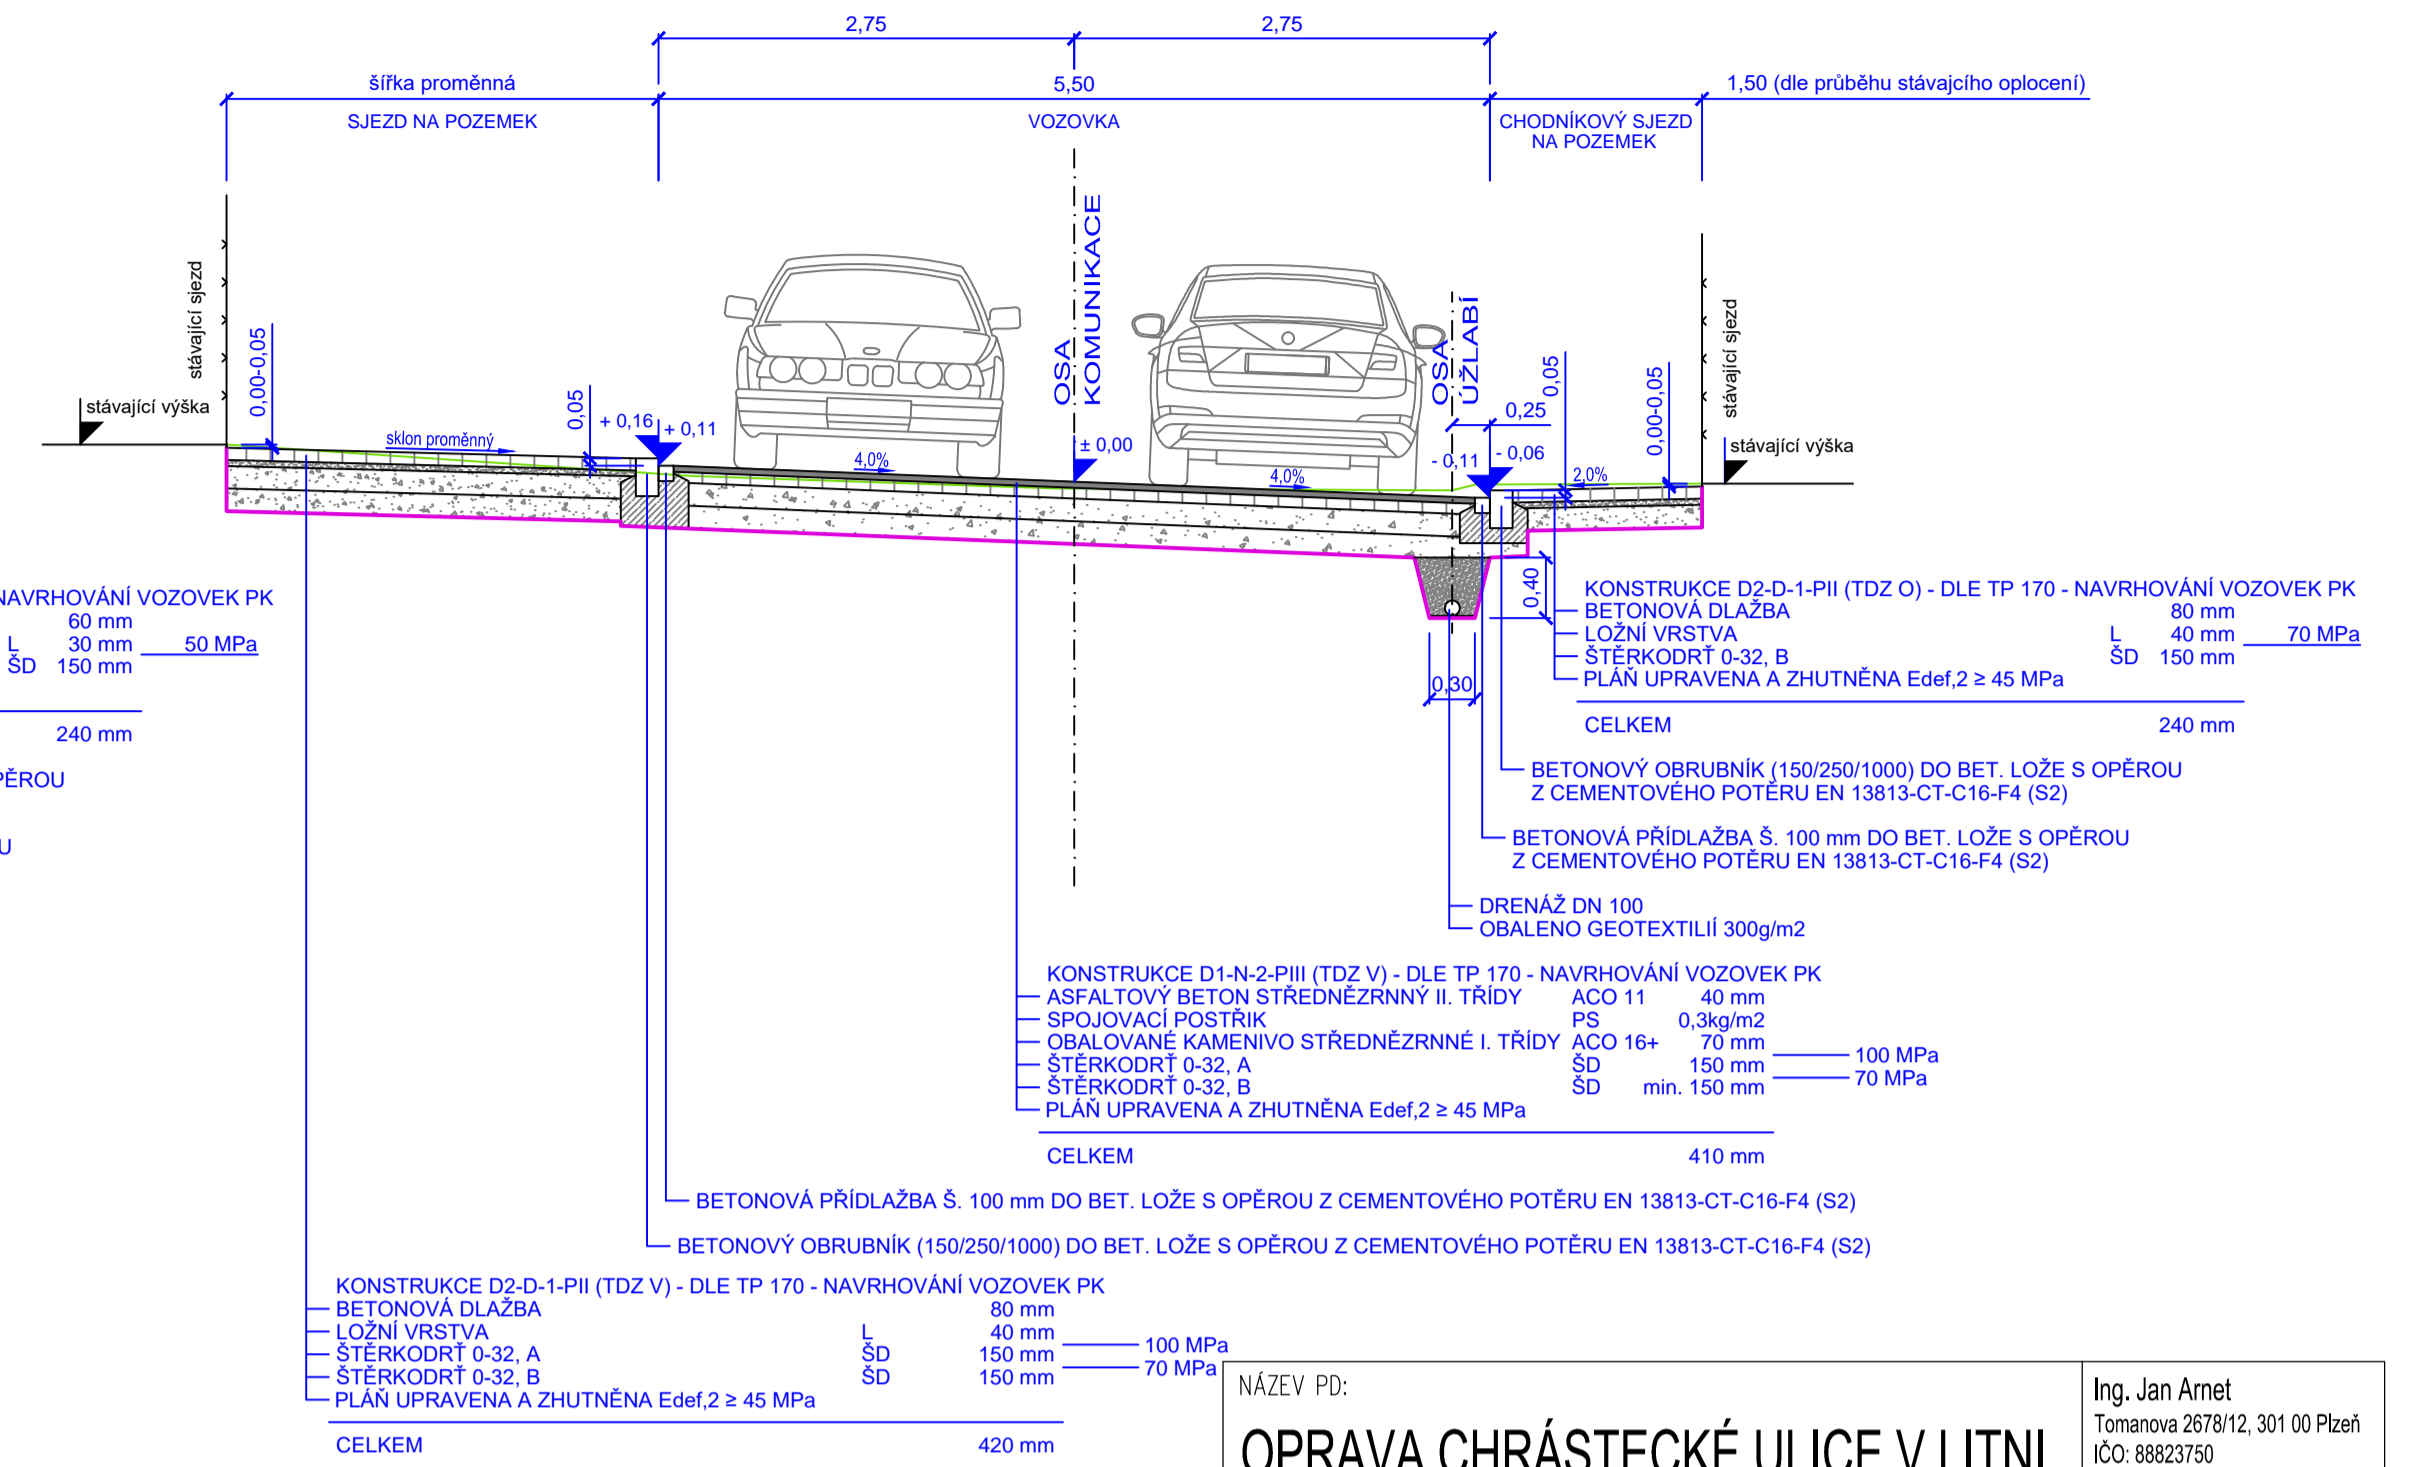 2,75
2,75
šířka proměnná
5,50
1,50 (dle průběhu stávajcího oplocení)
SJEZD NA POZEMEK
VOZOVKA
CHODNÍKOVÝ SJEZD
NA POZEMEK
stávající sjezd
0,00-0,05
stávající výška
sklon proměnný
0,05
+ 0,16
+ 0,11
4,0%
OSA
KOMUNIKACE
± 0,00
4,0%
OSA
ÚŽLABÍ
0,25
0,05
- 0,11
- 0,06
2,0%
0,00-0,05
stávající sjezd
stávající výška
0,40
0,30
NAVRHOVÁNÍ VOZOVEK PK
60 mm
L 30 mm 50 MPa
ŠD 150 mm
240 mm
PĚROU
U
KONSTRUKCE D2-D-1-PII (TDZ O) - DLE TP 170 - NAVRHOVÁNÍ VOZOVEK PK
BETONOVÁ DLAŽBA 80 mm
LOŽNÍ VRSTVA L 40 mm 70 MPa
ŠTĚRKODRŤ 0-32, B ŠD 150 mm
PLÁŇ UPRAVENA A ZHUTNĚNA Edef,2 ≥ 45 MPa
CELKEM 240 mm
BETONOVÝ OBRUBNÍK (150/250/1000) DO BET. LOŽE S OPĚROU
Z CEMENTOVÉHO POTĚRU EN 13813-CT-C16-F4 (S2)
BETONOVÁ PŘÍDLAŽBA Š. 100 mm DO BET. LOŽE S OPĚROU
Z CEMENTOVÉHO POTĚRU EN 13813-CT-C16-F4 (S2)
DRENÁŽ DN 100
OBALENO GEOTEXTILIÍ 300g/m2
KONSTRUKCE D1-N-2-PIII (TDZ V) - DLE TP 170 - NAVRHOVÁNÍ VOZOVEK PK
ASFALTOVÝ BETON STŘEDNĚZRNNÝ II. TŘÍDY ACO 11 40 mm
SPOJOVACÍ POSTŘIK PS 0,3kg/m2
OBALOVANÉ KAMENIVO STŘEDNĚZRNNÉ I. TŘÍDY ACO 16+ 70 mm
ŠTĚRKODRŤ 0-32, A ŠD 150 mm 100 MPa
ŠTĚRKODRŤ 0-32, B ŠD min. 150 mm 70 MPa
PLÁŇ UPRAVENA A ZHUTNĚNA Edef,2 ≥ 45 MPa
CELKEM 410 mm
BETONOVÁ PŘÍDLAŽBA Š. 100 mm DO BET. LOŽE S OPĚROU Z CEMENTOVÉHO POTĚRU EN 13813-CT-C16-F4 (S2)
BETONOVÝ OBRUBNÍK (150/250/1000) DO BET. LOŽE S OPĚROU Z CEMENTOVÉHO POTĚRU EN 13813-CT-C16-F4 (S2)
KONSTRUKCE D2-D-1-PII (TDZ V) - DLE TP 170 - NAVRHOVÁNÍ VOZOVEK PK
BETONOVÁ DLAŽBA 80 mm
LOŽNÍ VRSTVA L 40 mm
ŠTĚRKODRŤ 0-32, A ŠD 150 mm 100 MPa
ŠTĚRKODRŤ 0-32, B ŠD 150 mm 70 MPa
PLÁŇ UPRAVENA A ZHUTNĚNA Edef,2 ≥ 45 MPa
CELKEM 420 mm
NÁZEV PD:
OPRAVA CHRÁSTECKÉ ULICE V LITNI
Ing. Jan Arnet
Tomanova 2678/12, 301 00 Plzeň
IČO: 88823750